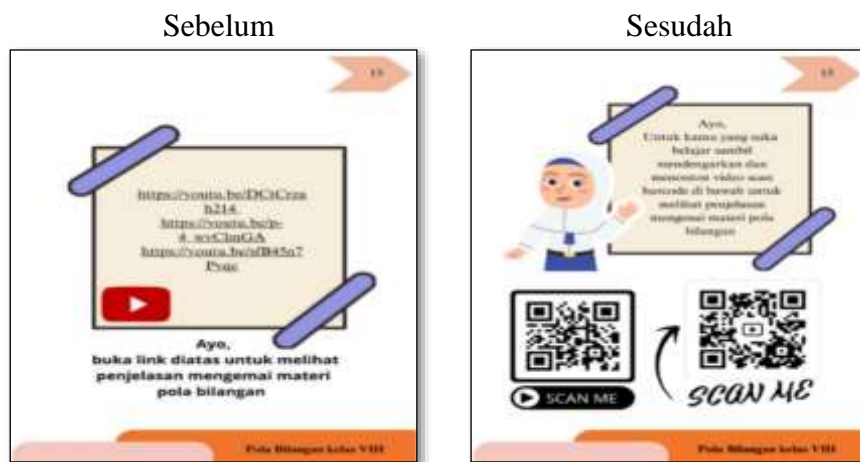 Sebelum
13
https://youtu.be/
Ayo,
buka link diatas untuk melihat
penjelasan mengemai materi
pola bilangan
Pola Bilangan kelas VIII
Sesudah
13
Ayo,
Untuk kamu yang suka
belajar sambil
mendengarkan dan
menonton video scan
barcode di bawah untuk
melihat penjelasan
mengenai materi pola
bilangan
SCAN ME
SCAN ME
Pola Bilangan kelas VIII